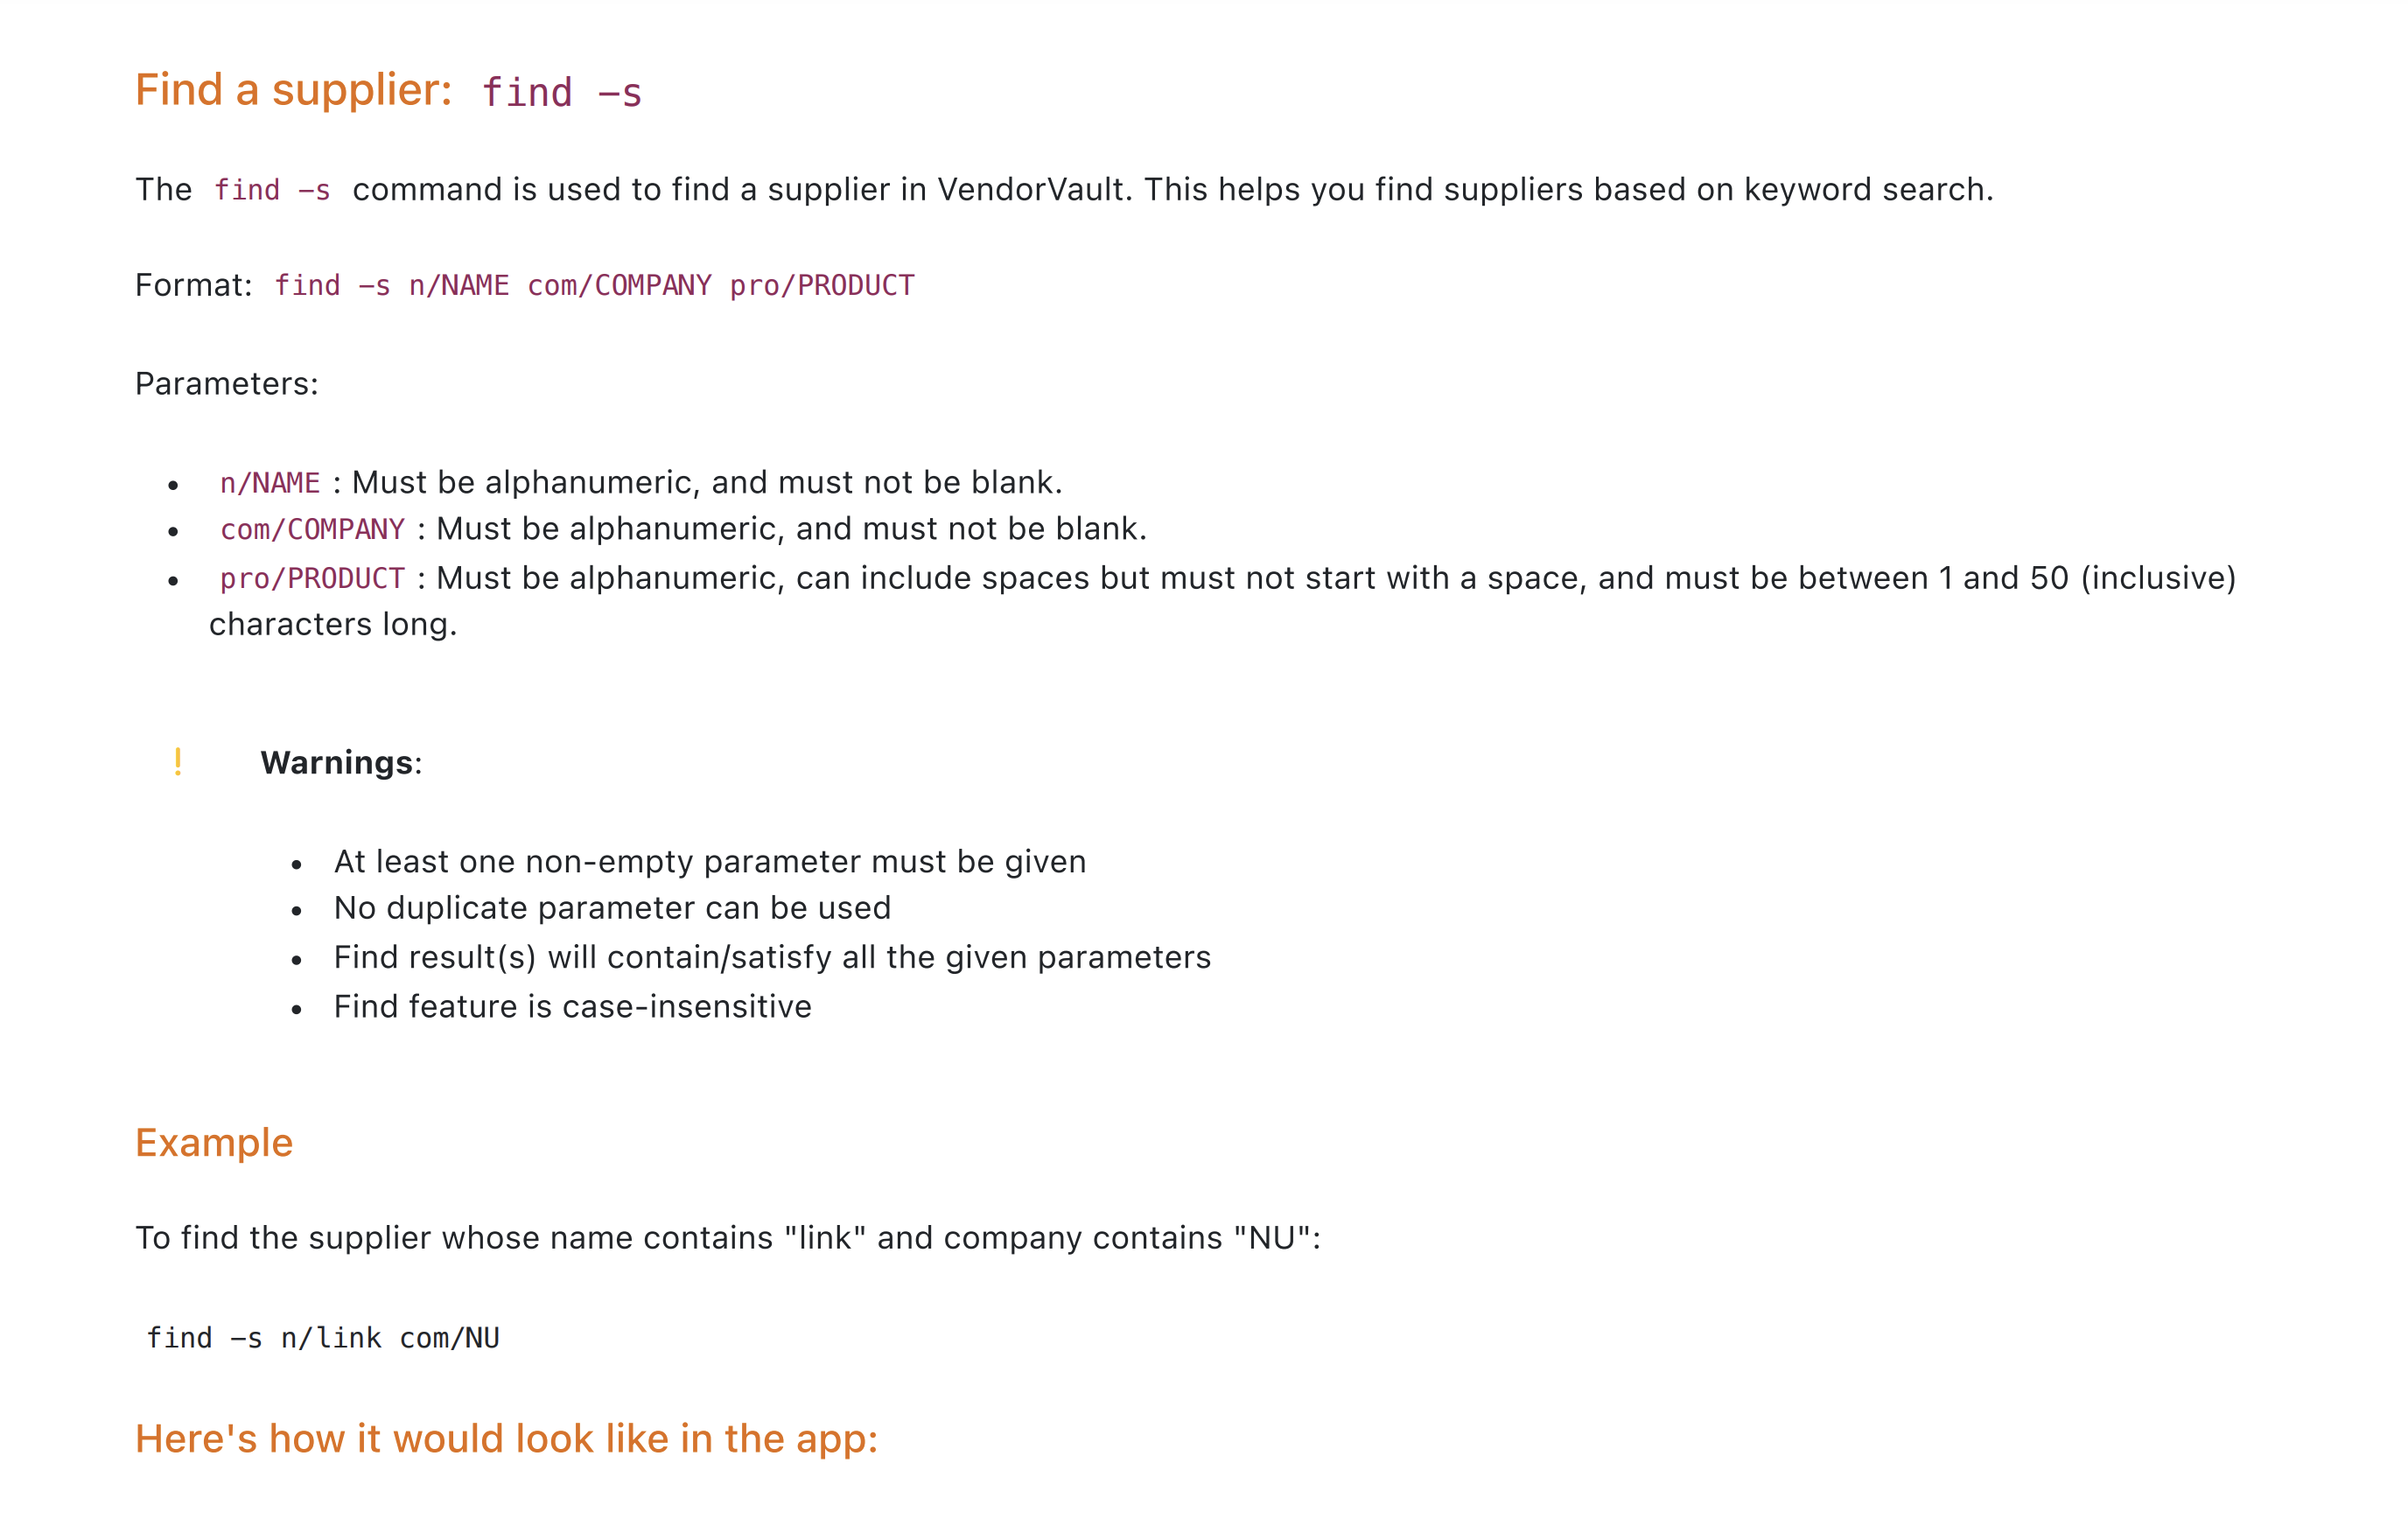 Find a supplier: find -s
The find -s command is used to find a supplier in VendorVault. This helps you find suppliers based on keyword search.
Format: find -s n/NAME com/COMPANY pro/PRODUCT
Parameters:
• n/NAME : Must be alphanumeric, and must not be blank.
• com/COMPANY : Must be alphanumeric, and must not be blank.
• pro/PRODUCT : Must be alphanumeric, can include spaces but must not start with a space, and must be between 1 and 50 (inclusive)
characters long.
! Warnings:
• At least one non-empty parameter must be given
• No duplicate parameter can be used
• Find result(s) will contain/satisfy all the given parameters
• Find feature is case-insensitive
Example
To find the supplier whose name contains "link" and company contains "NU":
find -s n/link com/NU
Here's how it would look like in the app: